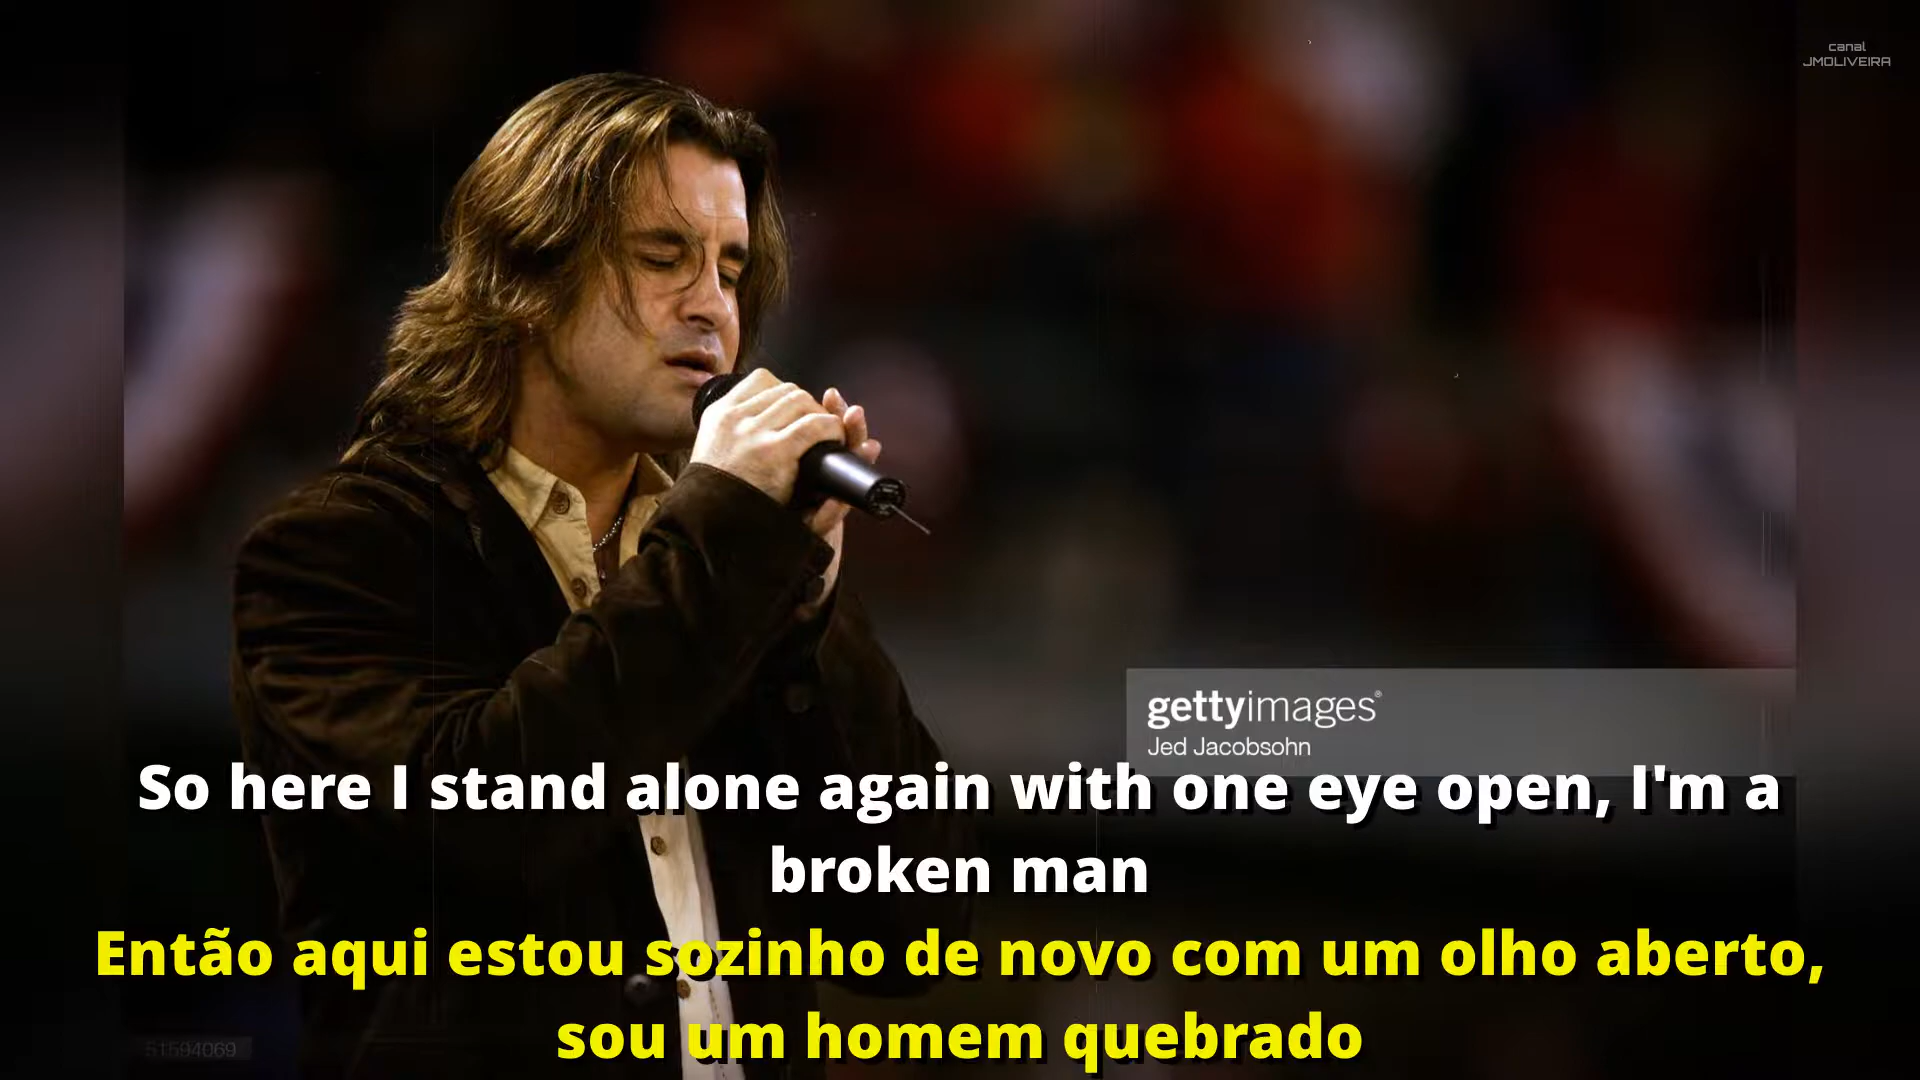 canal
JMOLIVEIRA
gettyimages®
Jed Jacobsohn
So here I stand alone again with one eye open, I'm a
broken man
Então aqui estou sozinho de novo com um olho aberto,
sou um homem quebrado
51594069